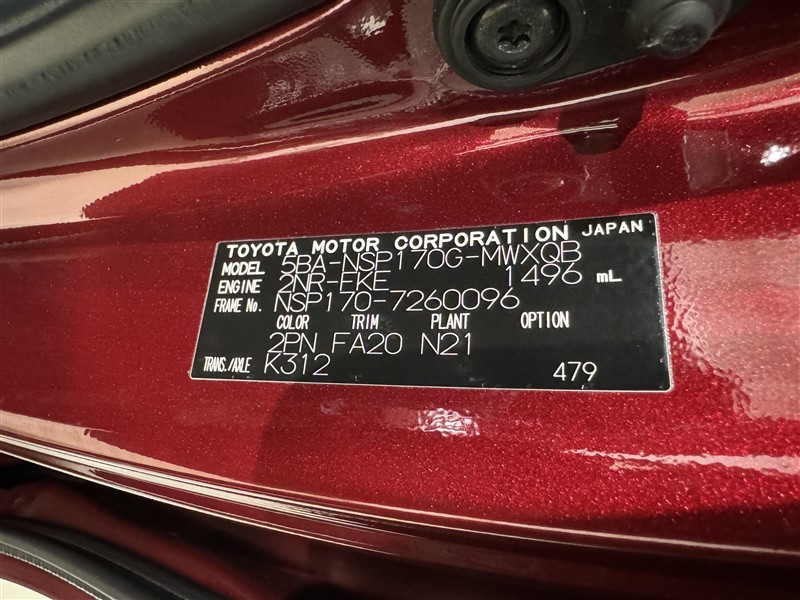 TOYOTA MOTOR CORPORATION JAPAN
MODEL 5BA-NSP170G-MWXQB
ENGINE 2NR-FKE 1496 mL
FRAME No. NSP170-7260096
COLOR TRIM PLANT OPTION
2PN FA20 N21
TRANS./AXLE K312 479